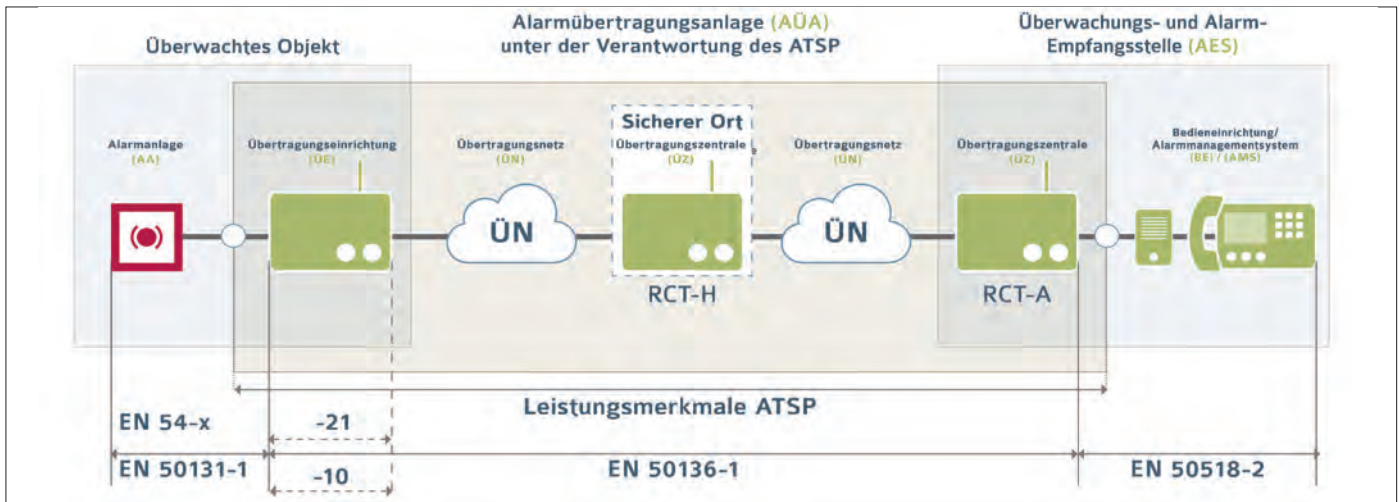 Überwachtes Objekt
Alarmübertragungsanlage (AÜA)
unter der Verantwortung des ATSP
Überwachungs- und Alarm-
Empfangsstelle (AES)
Alarmanlage
(AA)
Übertragungseinrichtung
(ÜE)
Übertragungsnetz
(ÜN)
Sicherer Ort
Übertragungszentrale
(ÜZ)
Übertragungsnetz
(ÜN)
Übertragungszentrale
(ÜZ)
Bedieneinrichtung/
Alarmmanagementsystem
(BE) / (AMS)
ÜN
ÜN
RCT-H
RCT-A
Leistungsmerkmale ATSP
EN 54-x
-21
EN 50131-1
-10
EN 50136-1
EN 50518-2